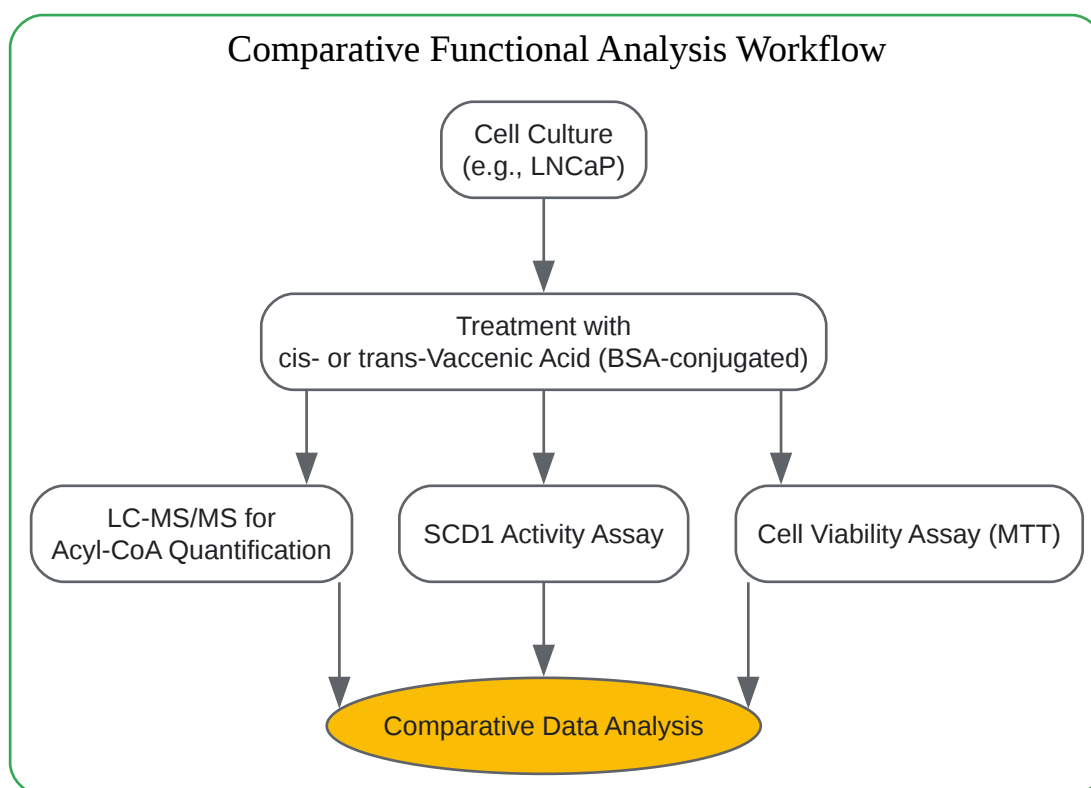 Comparative Functional Analysis Workflow
Cell Culture
(e.g., LNCaP)
Treatment with
cis- or trans-Vaccenic Acid (BSA-conjugated)
LC-MS/MS for
Acyl-CoA Quantification
SCD1 Activity Assay
Cell Viability Assay (MTT)
Comparative Data Analysis